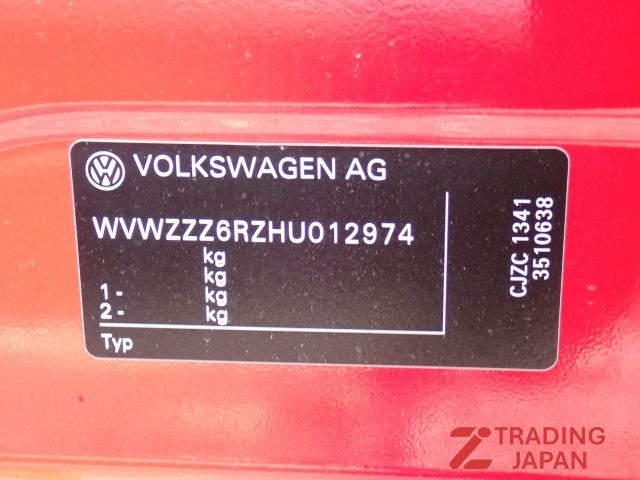 VOLKSWAGEN AG
WVWZZZ6RZHU012974
kg
kg
1 - kg
2 - kg
Typ
CJZC 1341
3510638
TRADING
JAPAN